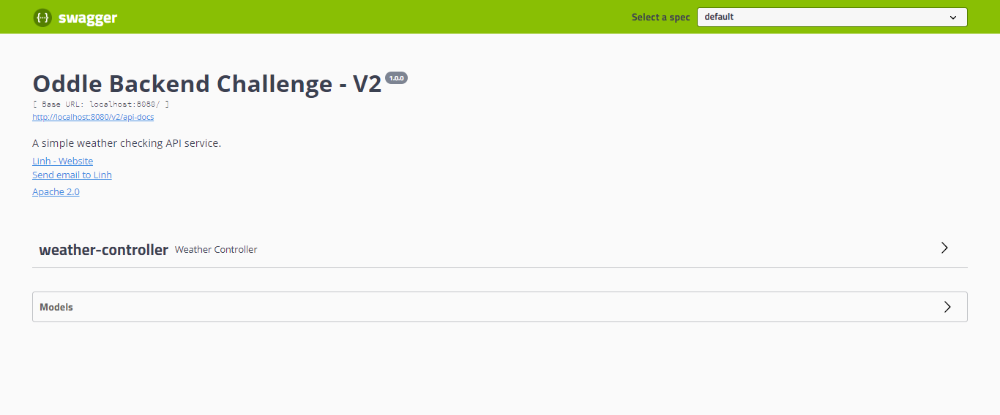 swagger
Select a spec default
Oddle Backend Challenge - V2 1.0.0
[ Base URL: localhost:8080/ ]
http://localhost:8080/v2/api-docs
A simple weather checking API service.
Linh - Website
Send email to Linh
Apache 2.0
weather-controller Weather Controller
Models